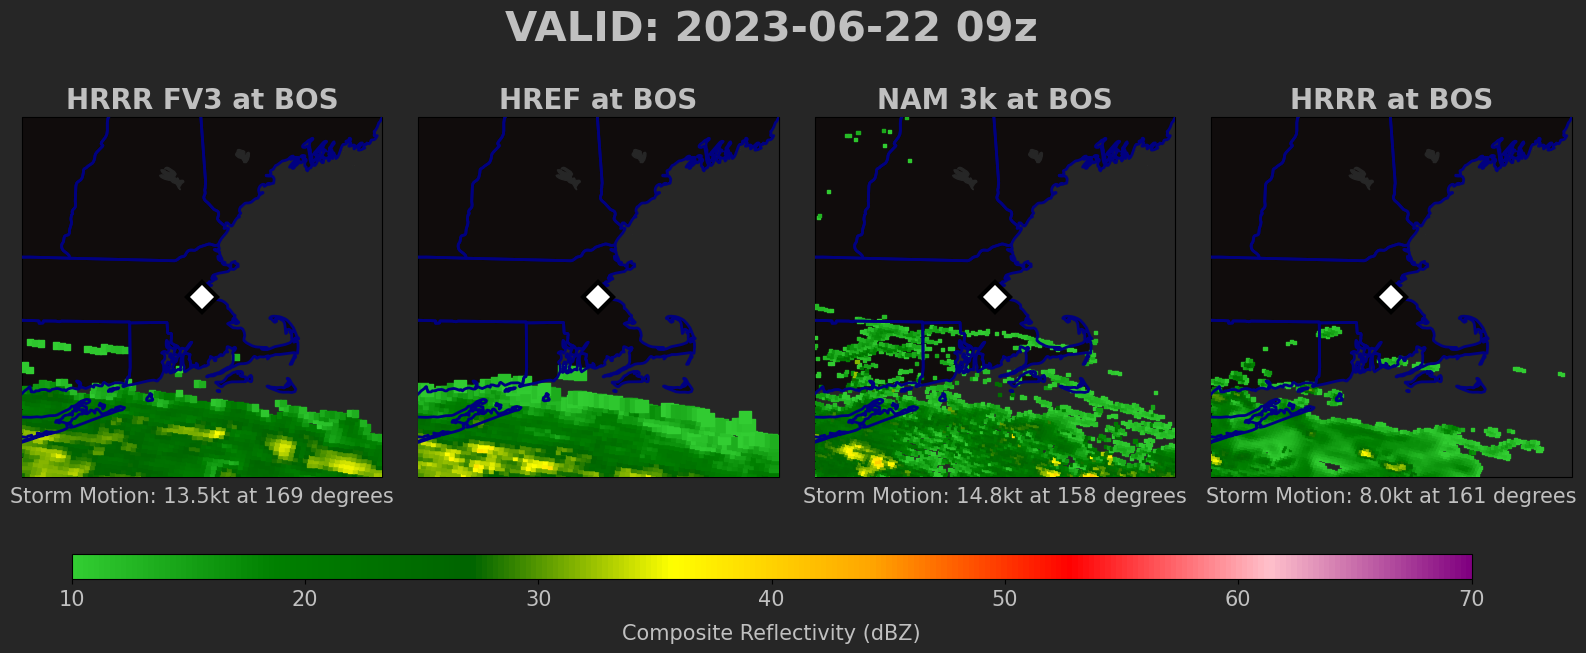 VALID: 2023-06-22 09z
HRRR FV3 at BOS
HREF at BOS
NAM 3k at BOS
HRRR at BOS
Storm Motion: 13.5kt at 169 degrees
Storm Motion: 14.8kt at 158 degrees
Storm Motion: 8.0kt at 161 degrees
10 20 30 40 50 60 70
Composite Reflectivity (dBZ)